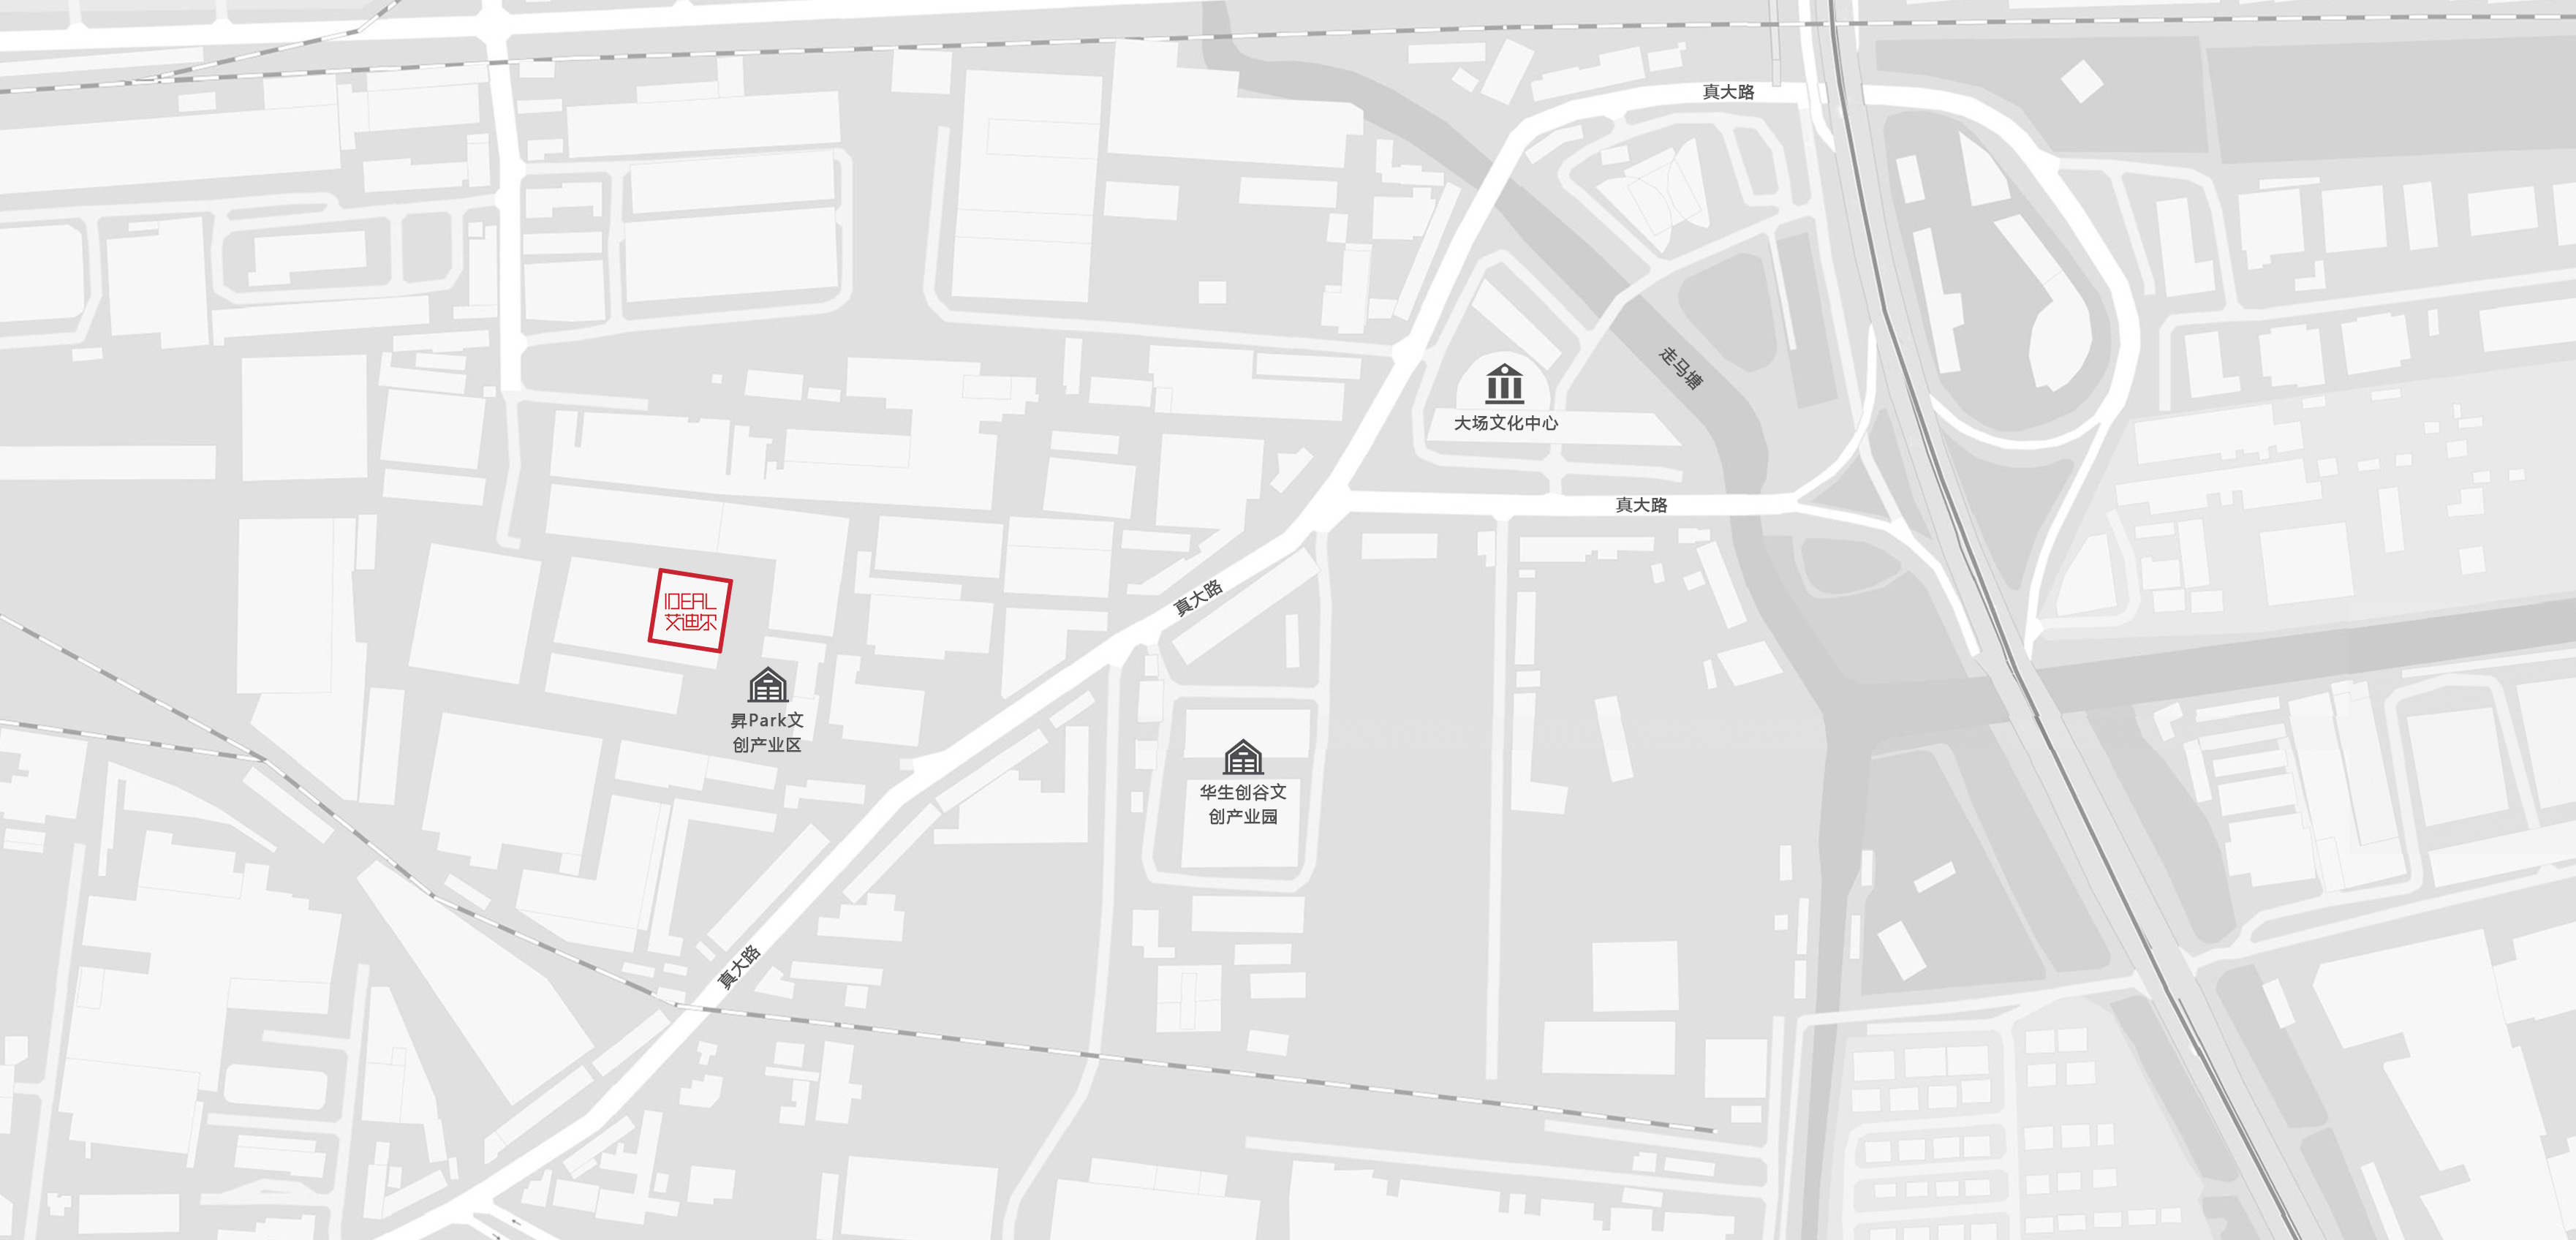 真大路
走马塘
大场文化中心
真大路
IDEAL
艾迪尔
真大路
昇Park文
创产业区
华生创谷文
创产业园
真大路